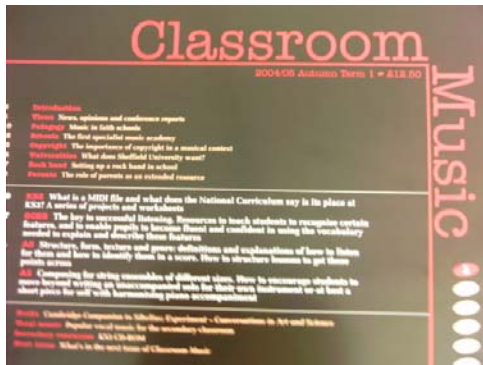 Classroom
Music
2004/05 Autumn Term 1 £12.50
Introduction
Views News, opinions and conference reports
Pedagogy Music in faith schools
Schools The first specialist music academy
Copyright The importance of copyright in a musical context
Universities What does Sheffield University want?
Rock band Setting up a rock band in school
Parents The role of parents as an extended resource
KS3 What is a MIDI file and what does the National Curriculum say is its place at
KS3? A series of projects and worksheets
GCSE The key to successful listening. Resources to teach students to recognise certain
features, and to enable pupils to become fluent and confident in using the vocabulary
needed to explain and describe these features
AS Structure, form, texture and genre: definitions and explanations of how to listen
for them and how to identify them in a score. How to structure lessons to get these
points across
A2 Composing for string ensembles of different sizes. How to encourage students to
move beyond writing an unaccompanied solo for their own instrument or at best a
short piece for self with harmonising piano accompaniment
Books Cambridge Companion to Sibelius; Experiment – Conversations in Art and Science
Vocal music Popular vocal music for the secondary classroom
KS3 CD-ROM
Next issue What's in the next issue of Classroom Music